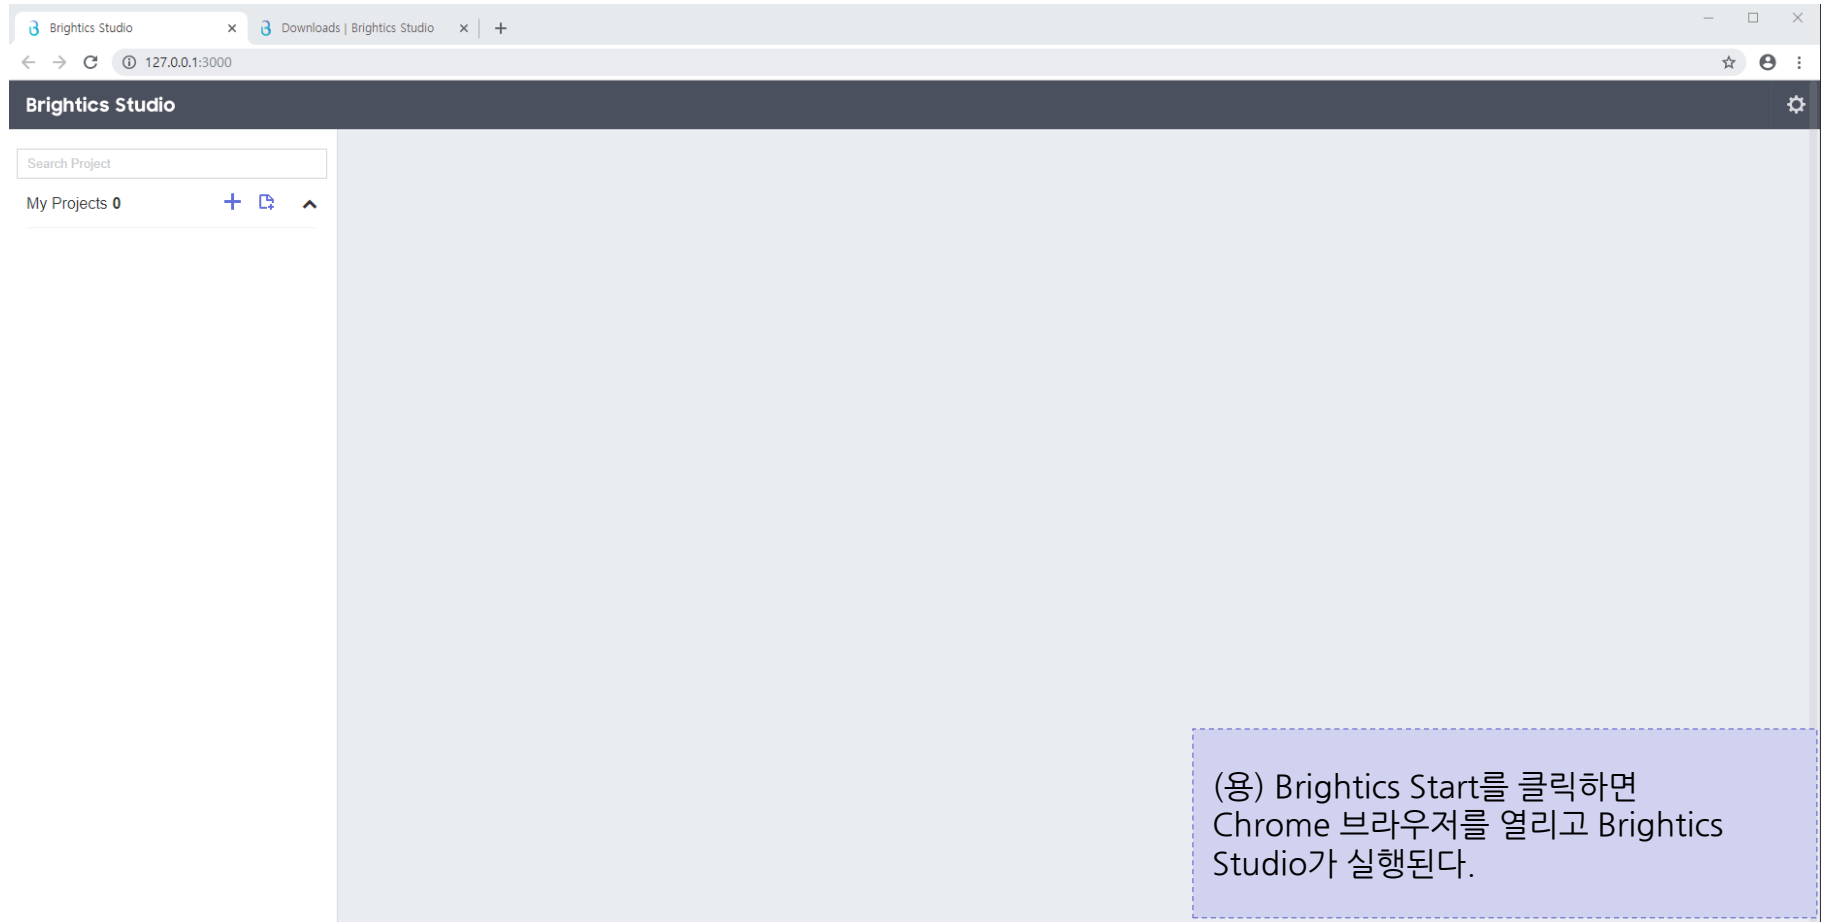 Brightics Studio
Downloads | Brightics Studio
127.0.0.1:3000
Brightics Studio
Search Project
My Projects 0
(용) Brightics Start를 클릭하면
Chrome 브라우저를 열리고 Brightics
Studio가 실행된다.